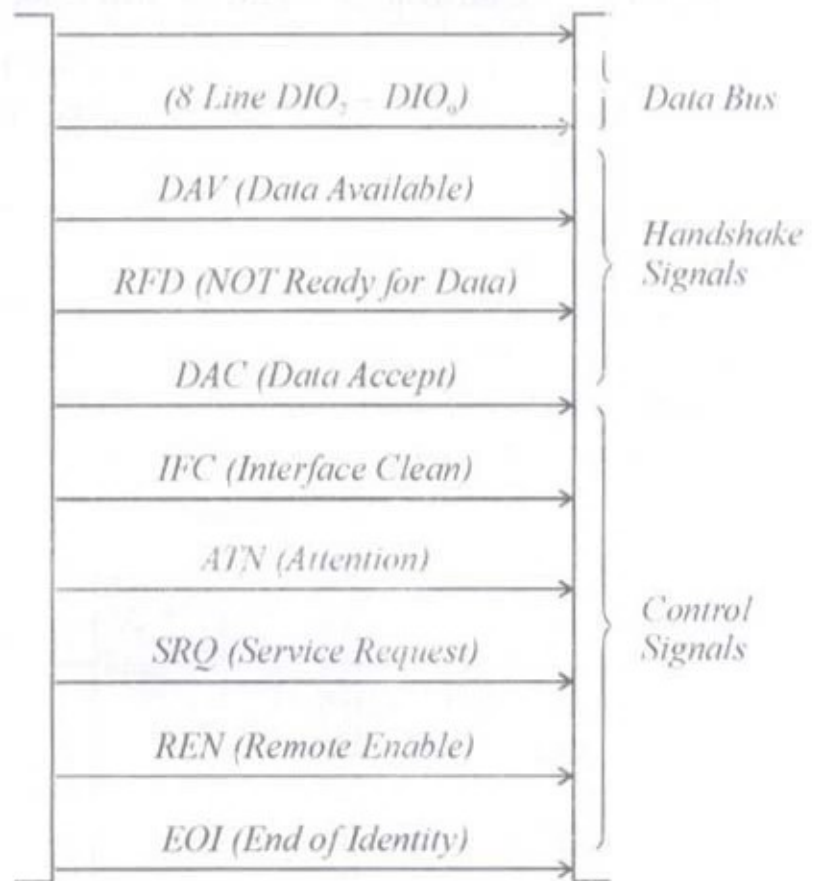 (8 Line DIO₇ – DIO₀)
Data Bus
DAV (Data Available)
RFD (NOT Ready for Data)
Handshake
Signals
DAC (Data Accept)
IFC (Interface Clean)
ATN (Attention)
SRQ (Service Request)
Control
Signals
REN (Remote Enable)
EOI (End of Identity)